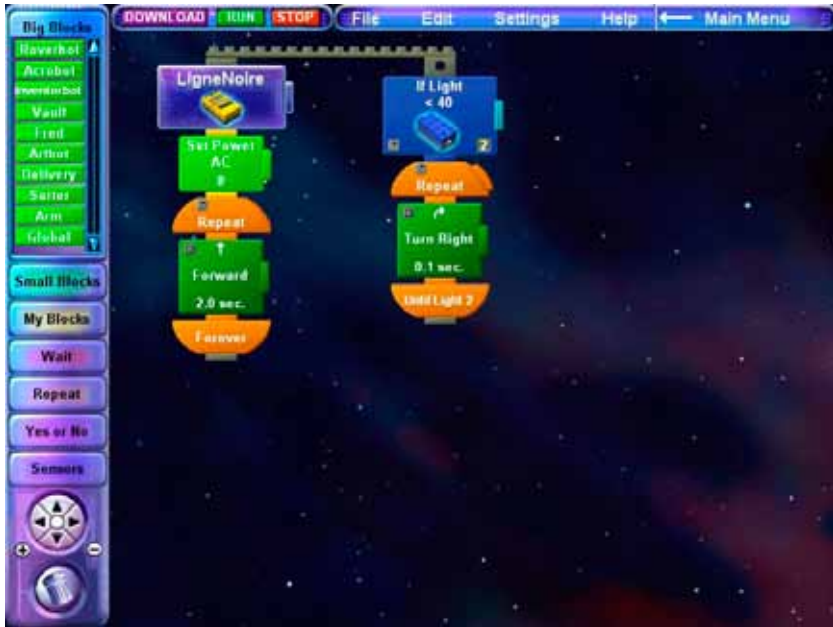 DOWNLOAD RUN STOP File Edit Settings Help Main Menu
Big Blocks
Roverbot
Acrobot
Inventorbot
Vault
Fred
Artbot
Delivery
Sorter
Arm
Global
Small Blocks
My Blocks
Wait
Repeat
Yes or No
Sensors
LigneNoire
Set Power
AC
8
Repeat
Forward
2.0 sec.
Forever
If Light
< 40
2
Repeat
Turn Right
0.1 sec.
Until Light 2